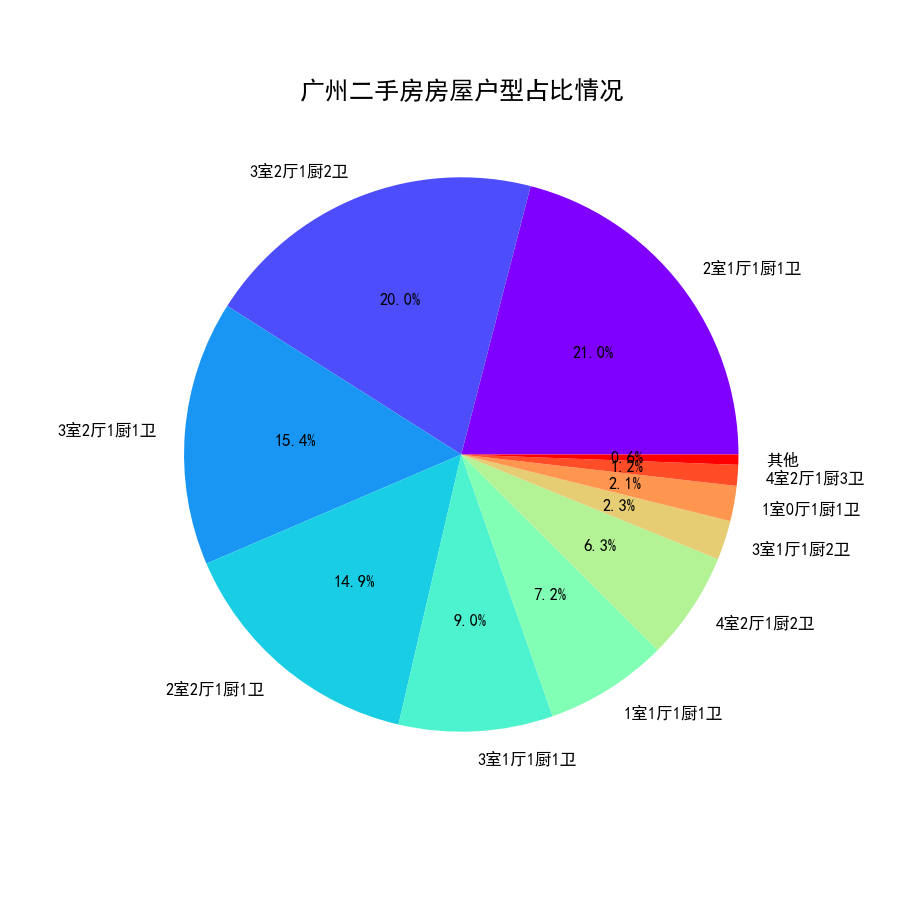 广州二手房房屋户型占比情况
3室2厅1厨2卫
2室1厅1厨1卫
20.0%
21.0%
3室2厅1厨1卫
15.4%
0.6%
其他
1.2%
4室2厅1厨3卫
2.1%
1室0厅1厨1卫
2.3%
3室1厅1厨2卫
6.3%
14.9%
7.2%
9.0%
4室2厅1厨2卫
2室2厅1厨1卫
1室1厅1厨1卫
3室1厅1厨1卫